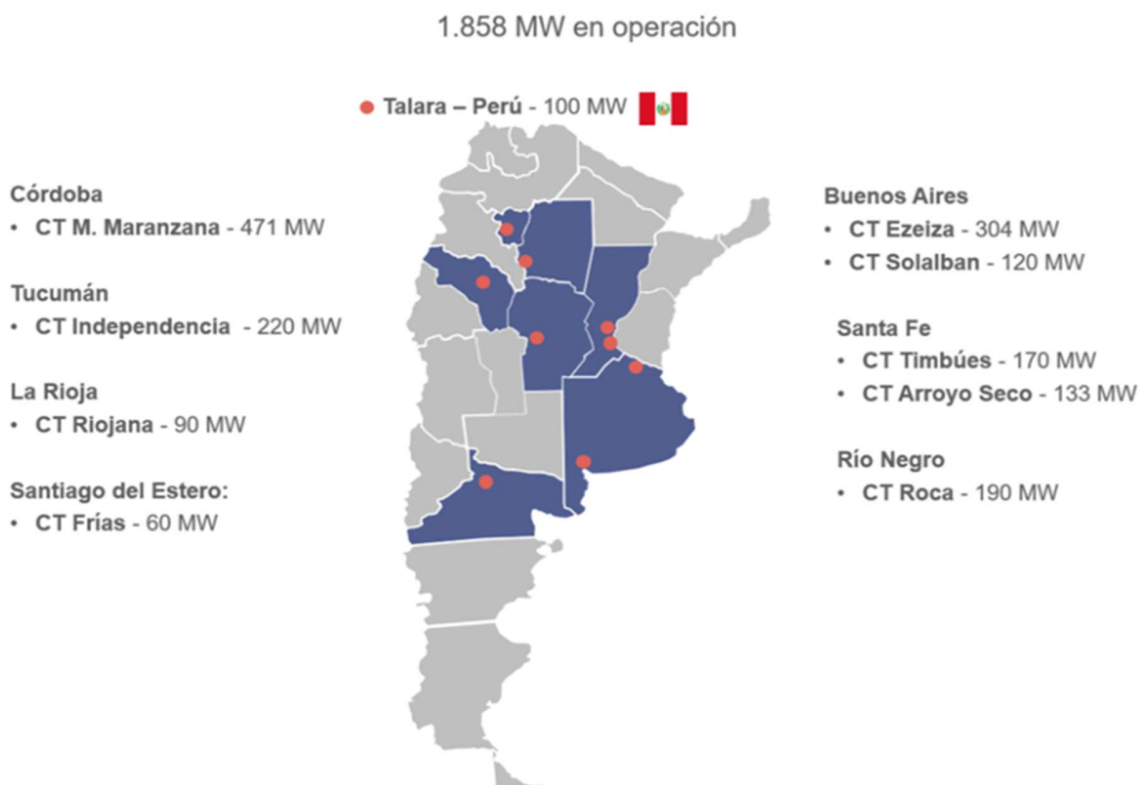 1.858 MW en operación
Talara – Perú - 100 MW
Córdoba
• CT M. Maranzana - 471 MW
Tucumán
• CT Independencia - 220 MW
La Rioja
• CT Riojana - 90 MW
Santiago del Estero:
• CT Frías - 60 MW
Buenos Aires
• CT Ezeiza - 304 MW
• CT Solalban - 120 MW
Santa Fe
• CT Timbúes - 170 MW
• CT Arroyo Seco - 133 MW
Río Negro
• CT Roca - 190 MW